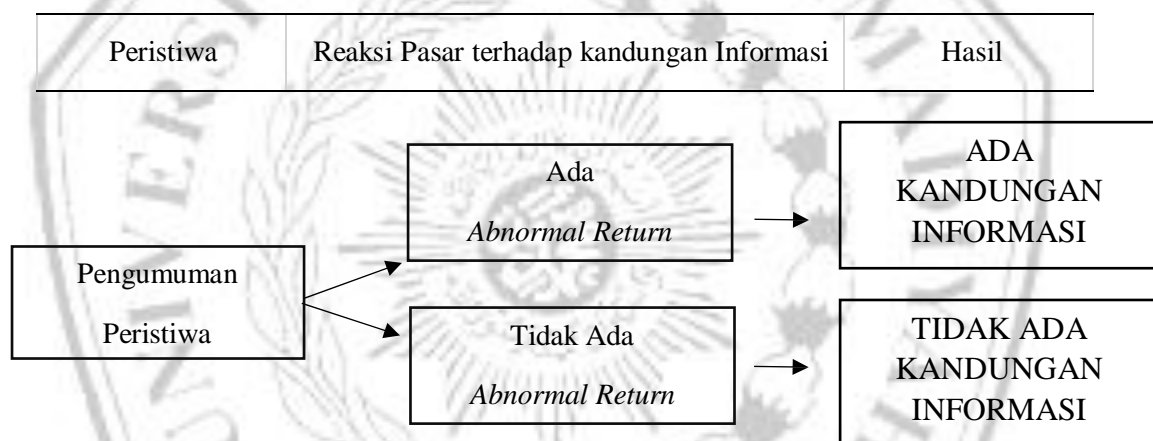 Peristiwa Reaksi Pasar terhadap kandungan Informasi Hasil
Ada
Abnormal Return
ADA
KANDUNGAN
INFORMASI
Pengumuman
Peristiwa
Tidak Ada
Abnormal Return
TIDAK ADA
KANDUNGAN
INFORMASI